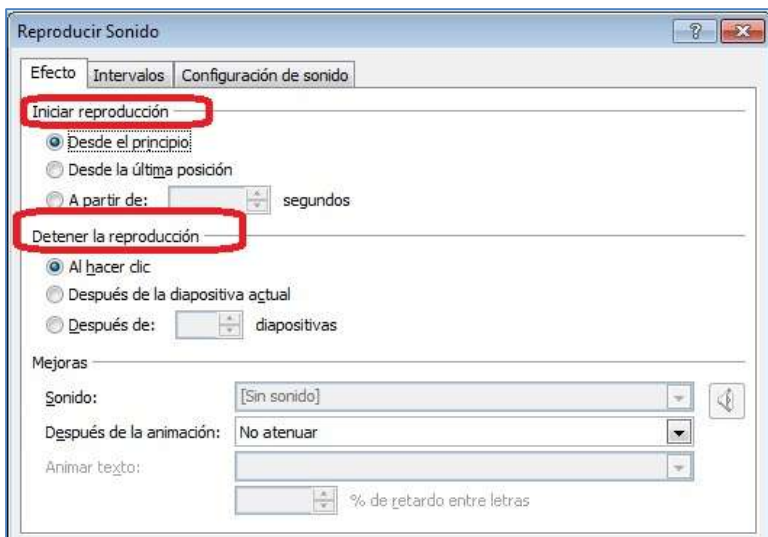 Reproducir Sonido
Efecto Intervalos Configuración de sonido
Iniciar reproducción
Desde el principio
Desde la última posición
A partir de: segundos
Detener la reproducción
Al hacer clic
Después de la diapositiva actual
Después de: diapositivas
Mejoras
Sonido: [Sin sonido]
Después de la animación: No atenuar
Animar texto:
% de retardo entre letras